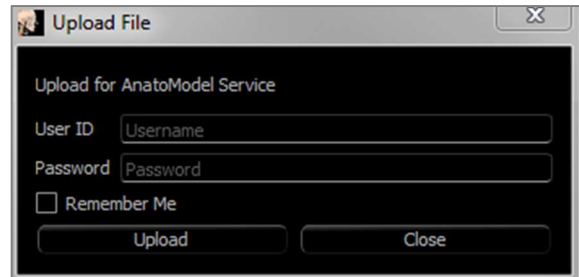 Upload File
Upload for AnatoModel Service
User ID Username
Password Password
Remember Me
Upload Close